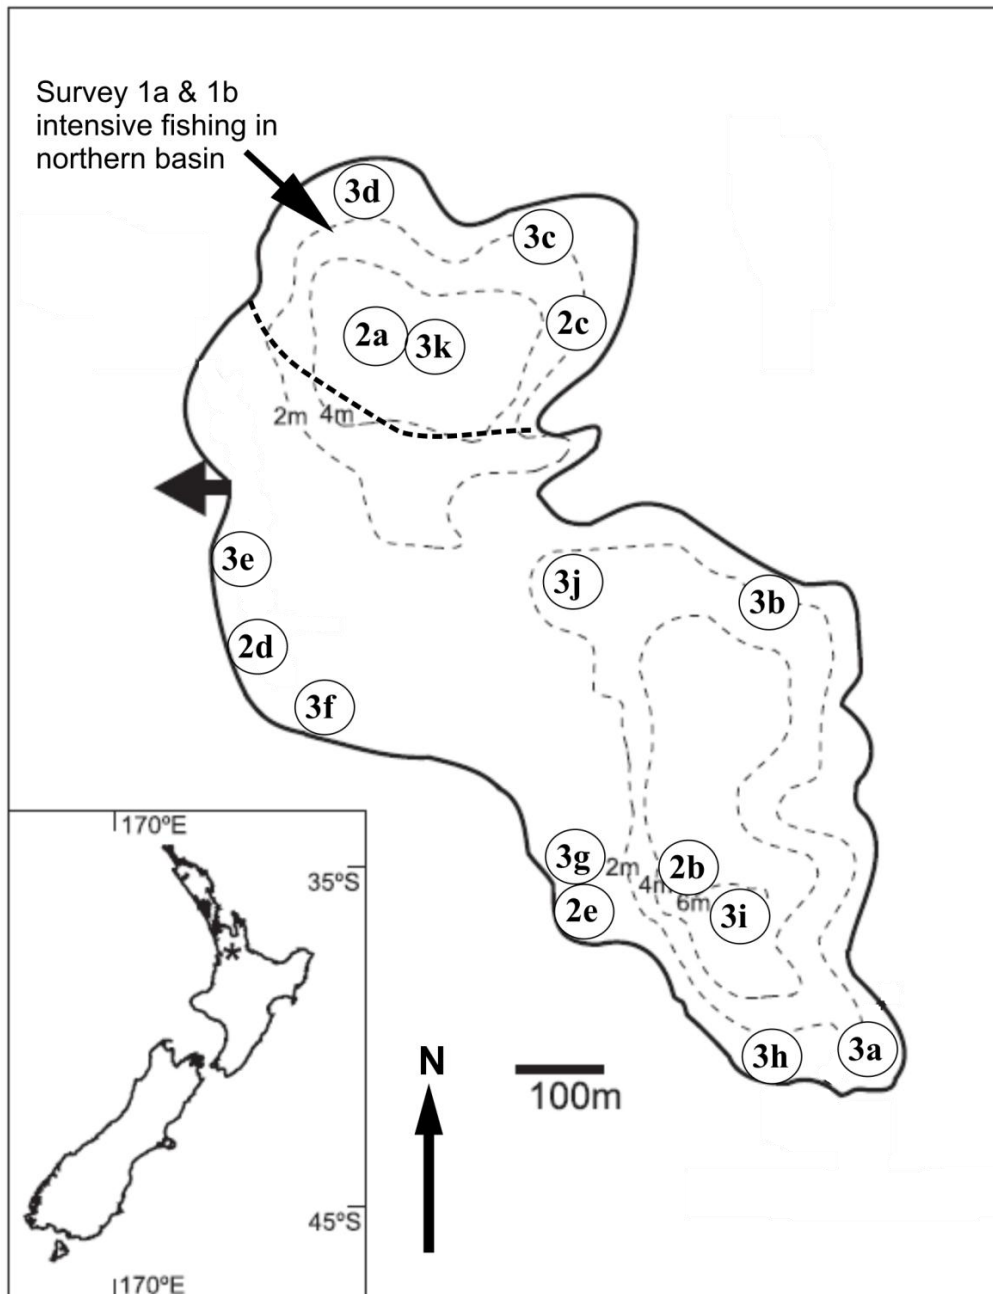 Survey 1a & 1b
intensive fishing in
northern basin
3d
3c
2c
2a
3k
2m
4m
3e
3j
3b
2d
3f
3g
2m
2b
4m
6m
2e
3i
3h
3a
N
100m
170ºE
35ºS
*
45ºS
170ºE